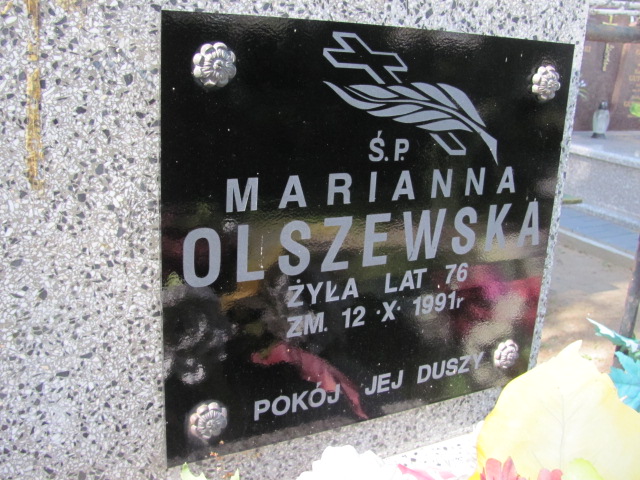 Ś.P.
MARIANNA
OLSZEWSKA
ŻYŁA LAT 76
ZM. 12 · X · 1991r
POKÓJ JEJ DUSZY